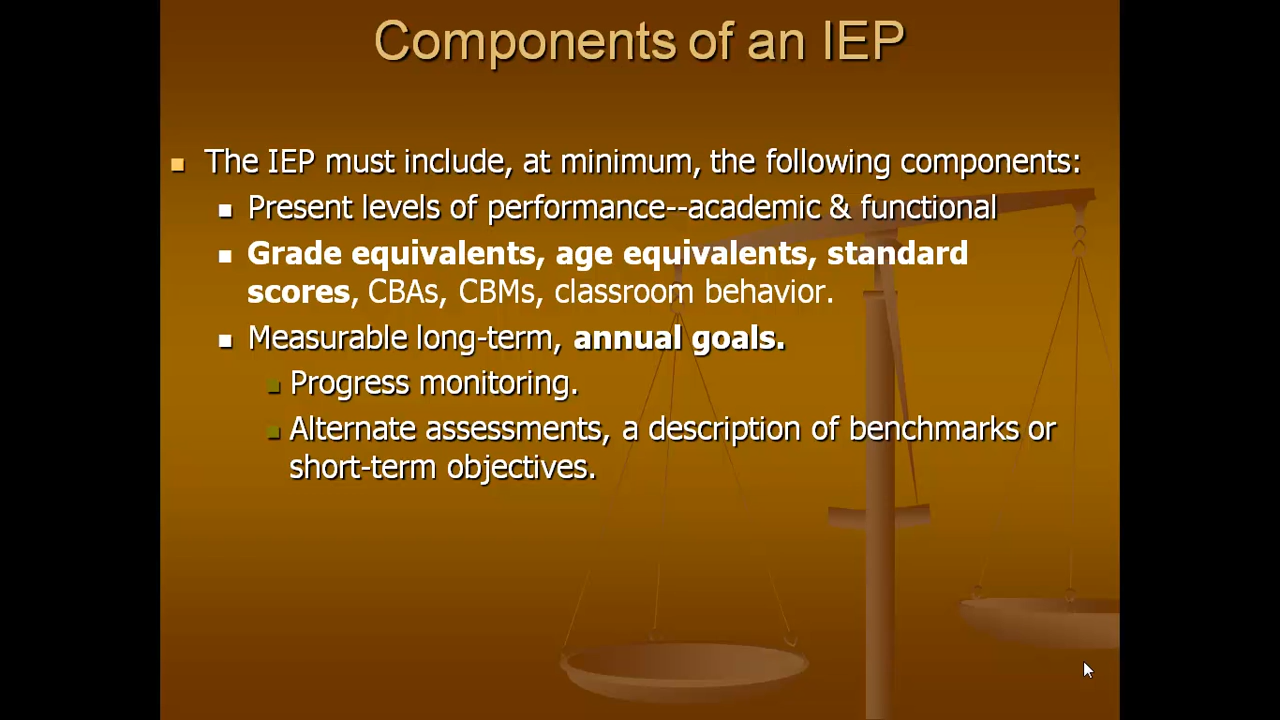 Components of an IEP
The IEP must include, at minimum, the following components:
Present levels of performance--academic & functional
Grade equivalents, age equivalents, standard
scores, CBAs, CBMs, classroom behavior.
Measurable long-term, annual goals.
Progress monitoring.
Alternate assessments, a description of benchmarks or
short-term objectives.